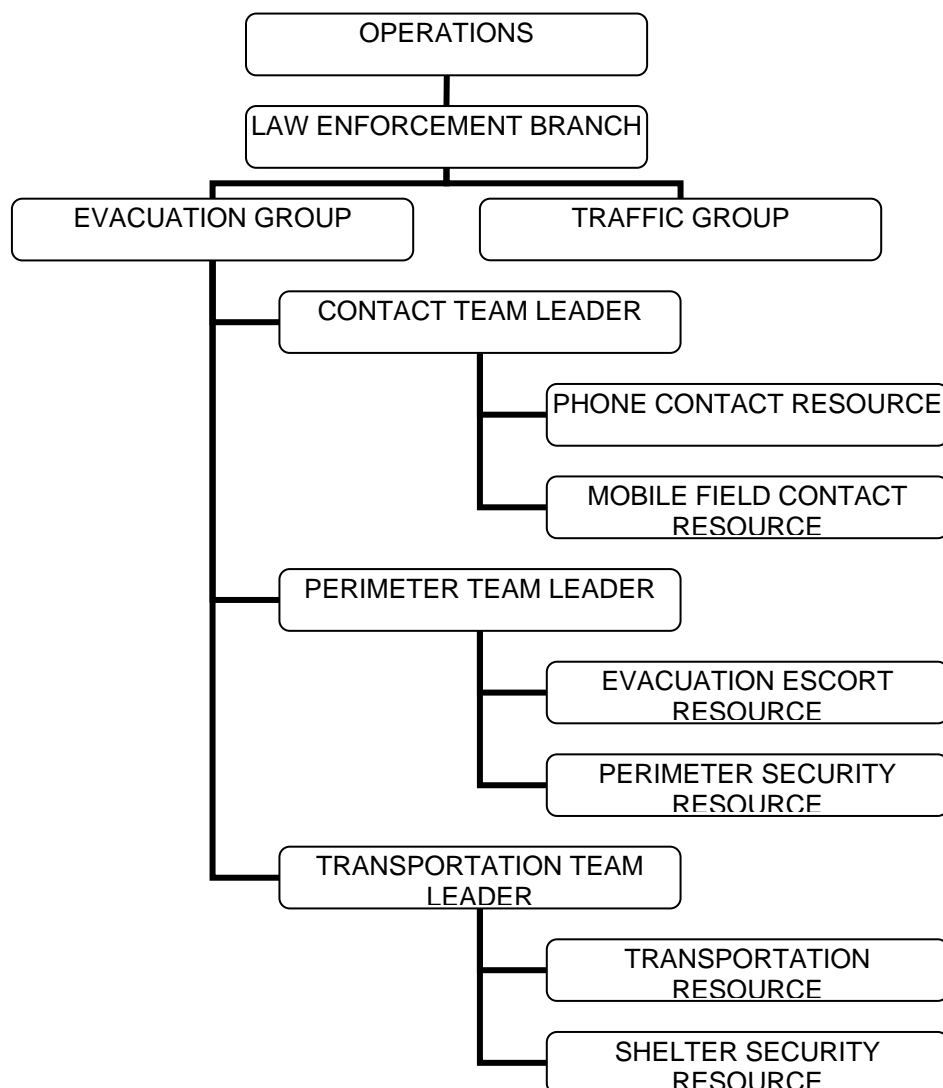 OPERATIONS
LAW ENFORCEMENT BRANCH
EVACUATION GROUP
TRAFFIC GROUP
CONTACT TEAM LEADER
PHONE CONTACT RESOURCE
MOBILE FIELD CONTACT
RESOURCE
PERIMETER TEAM LEADER
EVACUATION ESCORT
RESOURCE
PERIMETER SECURITY
RESOURCE
TRANSPORTATION TEAM
LEADER
TRANSPORTATION
RESOURCE
SHELTER SECURITY
RESOURCE